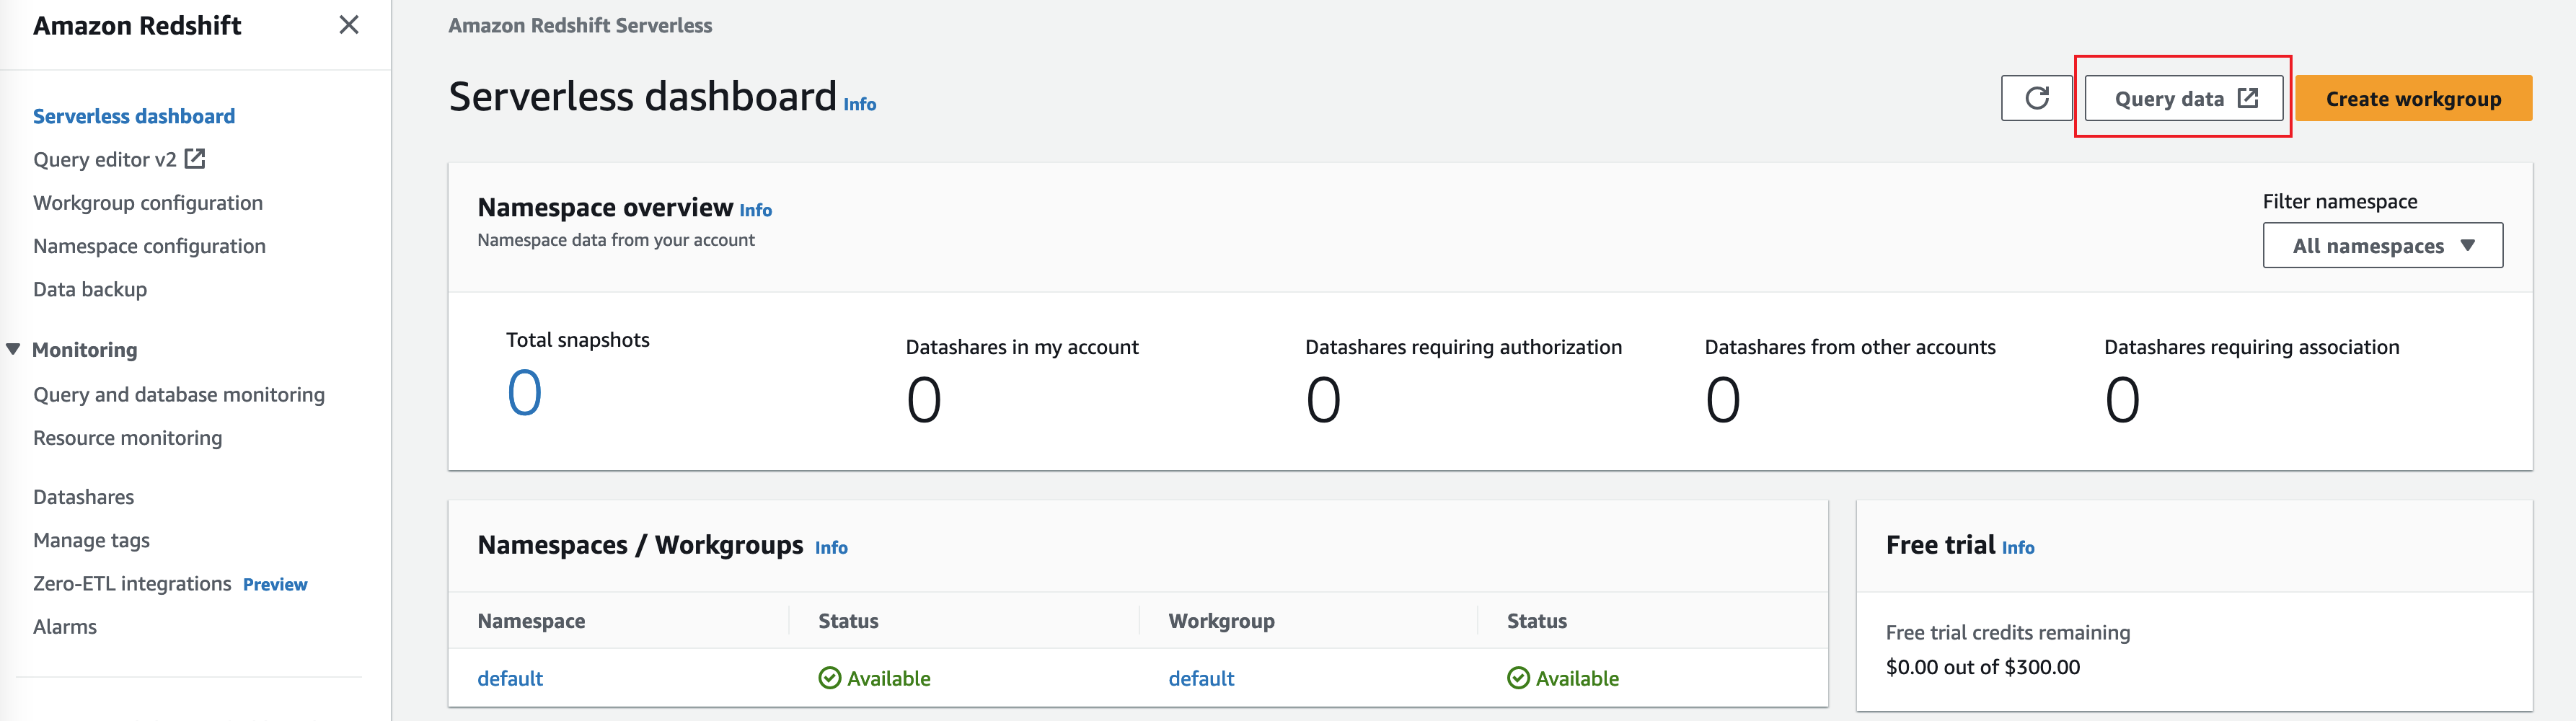 Amazon Redshift
Serverless dashboard
Query editor v2
Workgroup configuration
Namespace configuration
Data backup
Monitoring
Query and database monitoring
Resource monitoring
Datashares
Manage tags
Zero-ETL integrations Preview
Alarms
Amazon Redshift Serverless
Serverless dashboard Info
Query data
Create workgroup
Namespace overview Info
Namespace data from your account
Filter namespace
All namespaces
Total snapshots
0
Datashares in my account
0
Datashares requiring authorization
0
Datashares from other accounts
0
Datashares requiring association
0
Namespaces / Workgroups Info
Namespace Status Workgroup Status
default Available default Available
Free trial Info
Free trial credits remaining
$0.00 out of $300.00